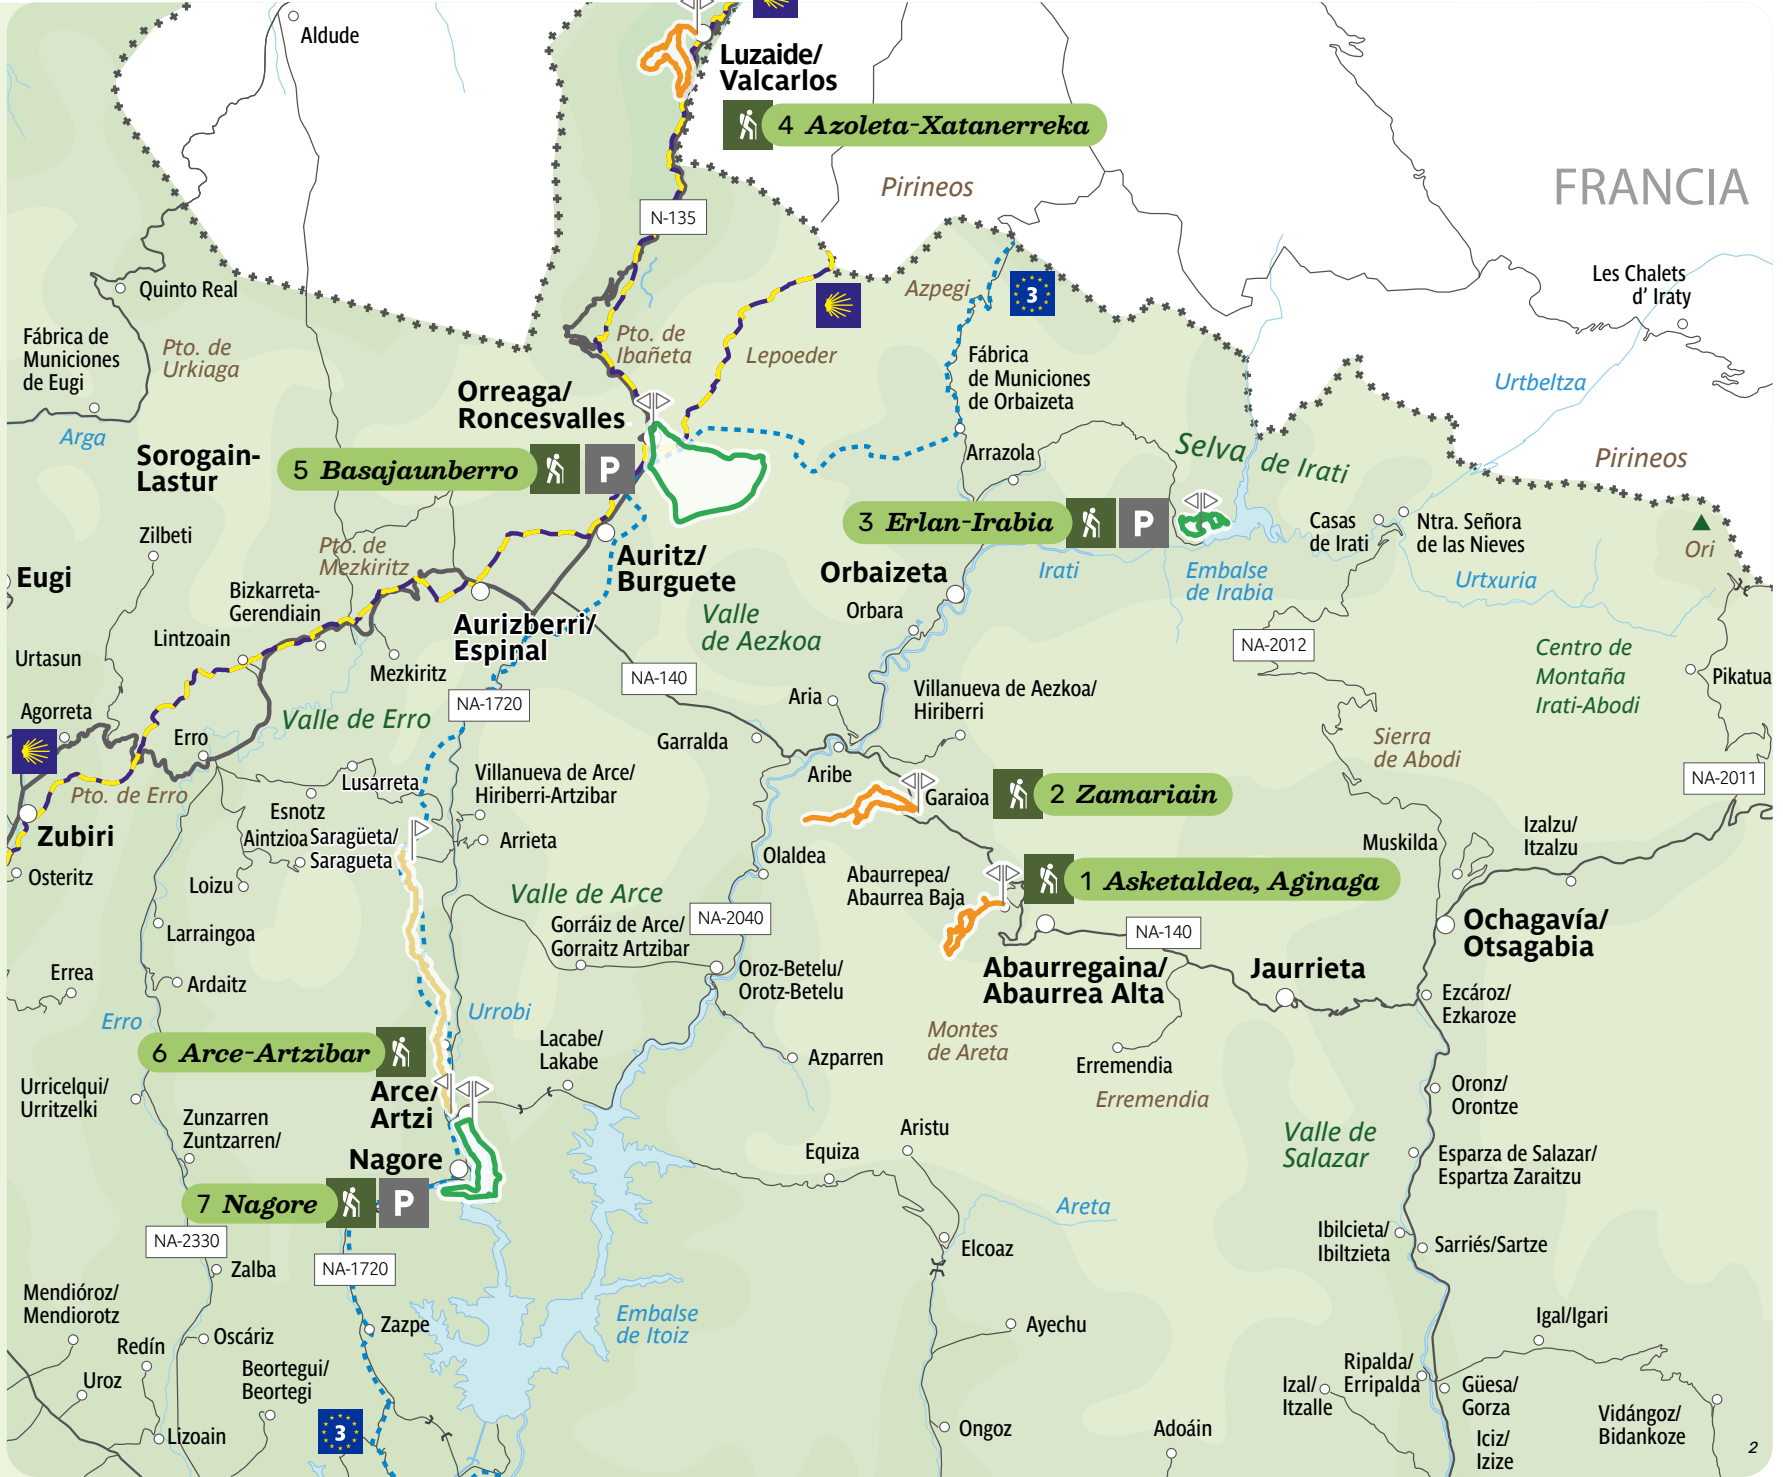 Aldude
Luzaide/
Valcarlos
4 Azoleta-Xatanerreka
Pirineos
FRANCIA
N-135
Quinto Real
Azpegi
3
Les Chalets
d' Iraty
Fábrica de
Municiones
de Eugi
Pto. de
Urkiaga
Pto. de
Ibañeta
Lepoeder
Fábrica
de Municiones
de Orbaizeta
Urtbeltza
Orreaga/
Roncesvalles
Arga
Sorogain-
Lastur
5 Basajaunberro
P
Arrazola
Selva de Irati
Pirineos
3 Erlan-Irabia
P
Casas
de Irati
Ntra. Señora
de las Nieves
Ori
Zilbeti
Pto. de
Mezkiritz
Auritz/
Burguete
Orbaizeta
Irati
Embalse
de Irabia
Urtxuria
Eugi
Bizkarreta-
Gerendiain
Orbara
Valle
de Aezkoa
Lintzoain
Aurizberri/
Espinal
NA-2012
Centro de
Montaña
Irati-Abodi
Urtasun
Mezkiritz
NA-140
Pikatua
Aria
Villanueva de Aezkoa/
Hiriberri
NA-1720
Agorreta
Valle de Erro
Erro
Garralda
Sierra
de Abodi
Lusarreta
Villanueva de Arce/
Hiriberri-Artzibar
Aribe
NA-2011
Pto. de Erro
Esnotz
Garaioa
2 Zamariain
Zubiri
Aintzioa
Saragüeta/
Saragueta
Arrieta
Muskilda
Izalzu/
Itzalzu
Osteritz
Loizu
Olaldea
Abaurrepea/
Abaurrea Baja
1 Asketaldea, Aginaga
Valle de Arce
Larraingoa
Gorráiz de Arce/
Gorraitz Artzibar
NA-2040
NA-140
Ochagavía/
Otsagabia
Errea
Ardaitz
Oroz-Betelu/
Orotz-Betelu
Abaurregaina/
Abaurrea Alta
Jaurrieta
Ezcároz/
Ezkaroze
Erro
Urrobi
6 Arce-Artzibar
Lacabe/
Lakabe
Azparren
Montes
de Areta
Erremendia
Erremendia
Urricelqui/
Urritzelki
Arce/
Artzi
Oronz/
Orontze
Zunzarren
Zuntzarren/
Aristu
Valle de
Salazar
Nagore
Equiza
Esparza de Salazar/
Espartza Zaraitzu
7 Nagore
P
Areta
NA-2330
Ibilcieta/
Ibiltzieta
Sarriés/Sartze
Elcoaz
Zalba
NA-1720
Mendióroz/
Mendiorotz
Embalse
de Itoiz
Zazpe
Ayechu
Igal/Igari
Redín
Oscáriz
Uroz
Beortegui/
Beortegi
Ripalda/
Erripalda
Izal/
Itzalle
Güesa/
Gorza
Vidángoz/
Bidankoze
Lizoain
3
Ongoz
Adoáin
Iciz/
Izize
2